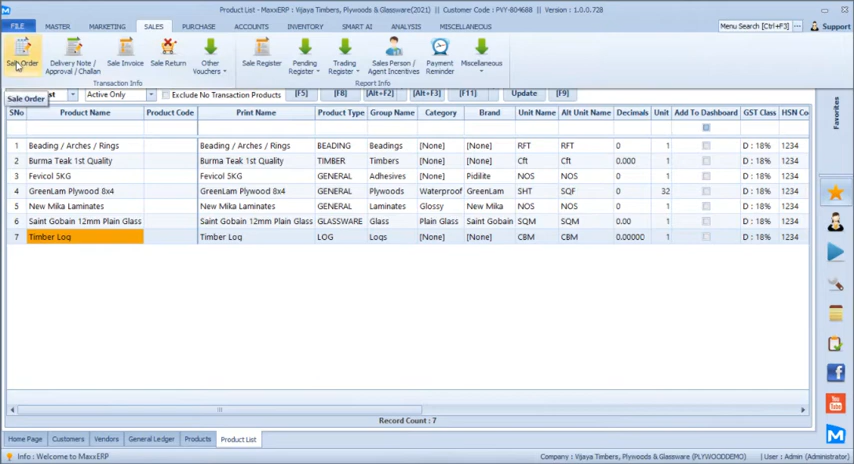 Product List - MaxxERP : Vijaya Timbers, Plywoods & Glassware(2021) || Customer Code : PYY-804688 || Version : 1.0.0.728
FILE MASTER MARKETING SALES PURCHASE ACCOUNTS INVENTORY SMART AI ANALYSIS MISCELLANEOUS Menu Search [Alt+F3] ... Support
Sale Order Delivery Note / Approval / Challan Sale Invoice Sale Return Other Vouchers Sale Register Pending Register Trading Register Sales Person / Agent Incentives Payment Reminder Miscellaneous
Transaction Info Report Info
Sale Order Active Only Exclude No Transaction Products [F5] [F8] [Alt+F2] [Alt+F3] [F11] Update [F9]
Favorites
SNo Product Name Product Code Print Name Product Type Group Name Category Brand Unit Name Alt Unit Name Decimals Unit Add To Dashboard GST Class HSN Co
1 Beading / Arches / Rings Beading / Arches / Rings BEADING Beadings [None] [None] RFT RFT 0 1 D : 18% 1234
2 Burma Teak 1st Quality Burma Teak 1st Quality TIMBER Timbers [None] [None] Cft Cft 0.000 1 D : 18% 1234
3 Fevicol 5KG Fevicol 5KG GENERAL Adhesives [None] Pidilite NOS NOS 0 1 D : 18% 1234
4 GreenLam Plywood 8x4 GreenLam Plywood 8x4 GENERAL Plywoods Waterproof GreenLam SHT SQF 0 32 D : 18% 1234
5 New Mika Laminates New Mika Laminates GENERAL Laminates Glossy New Mika NOS NOS 0 1 D : 18% 1234
6 Saint Gobain 12mm Plain Glass Saint Gobain 12mm Plain Glass GLASSWARE Glass Plain Glass Saint Gobain SQM SQM 0.00 1 D : 18% 1234
7 Timber Log Timber Log LOG Logs [None] [None] CBM CBM 0.00000 1 D : 18% 1234
Record Count : 7
Home Page Customers Vendors General Ledger Products Product List
Info : Welcome to MaxxERP Company : Vijaya Timbers, Plywoods & Glassware (PLYWOODDEMO) User : Admin (Administrator)